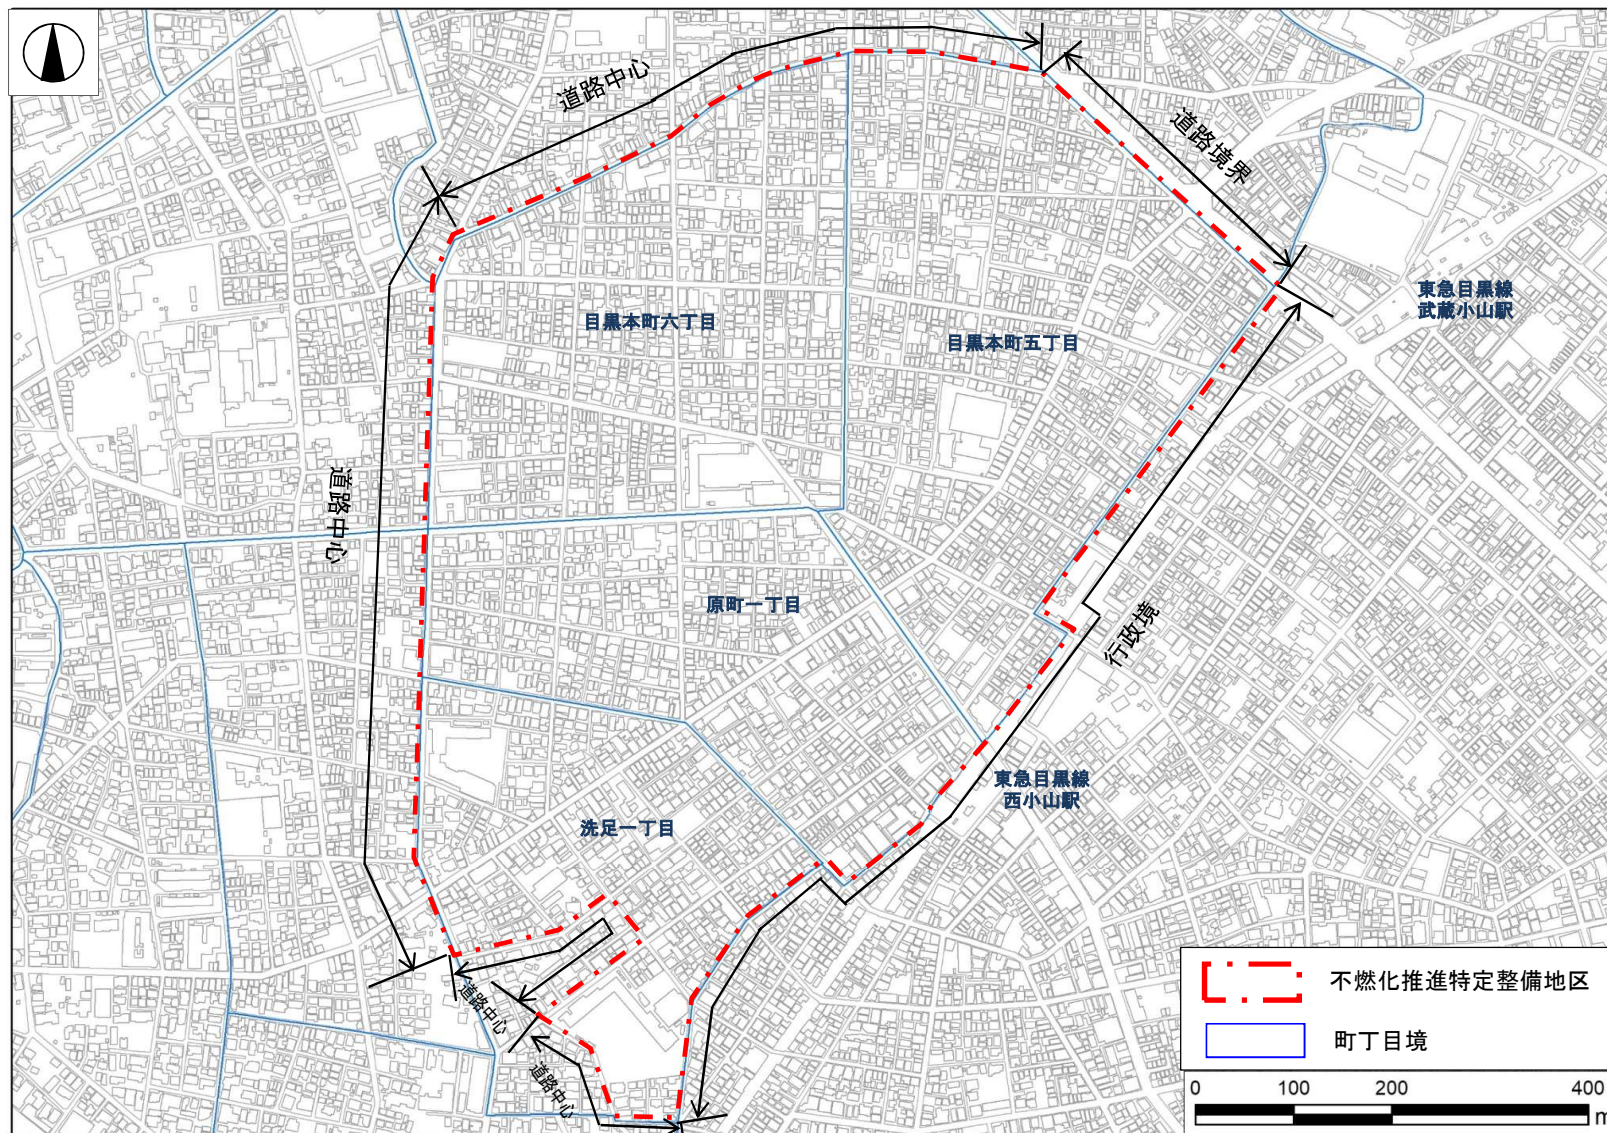 道路中心
道路境界
東急目黒線
武蔵小山駅
目黒本町六丁目
目黒本町五丁目
道路中心
原町一丁目
行政境
東急目黒線
西小山駅
洗足一丁目
道路中心
道路中心
不燃化推進特定整備地区
町丁目境
0 100 200 400
m